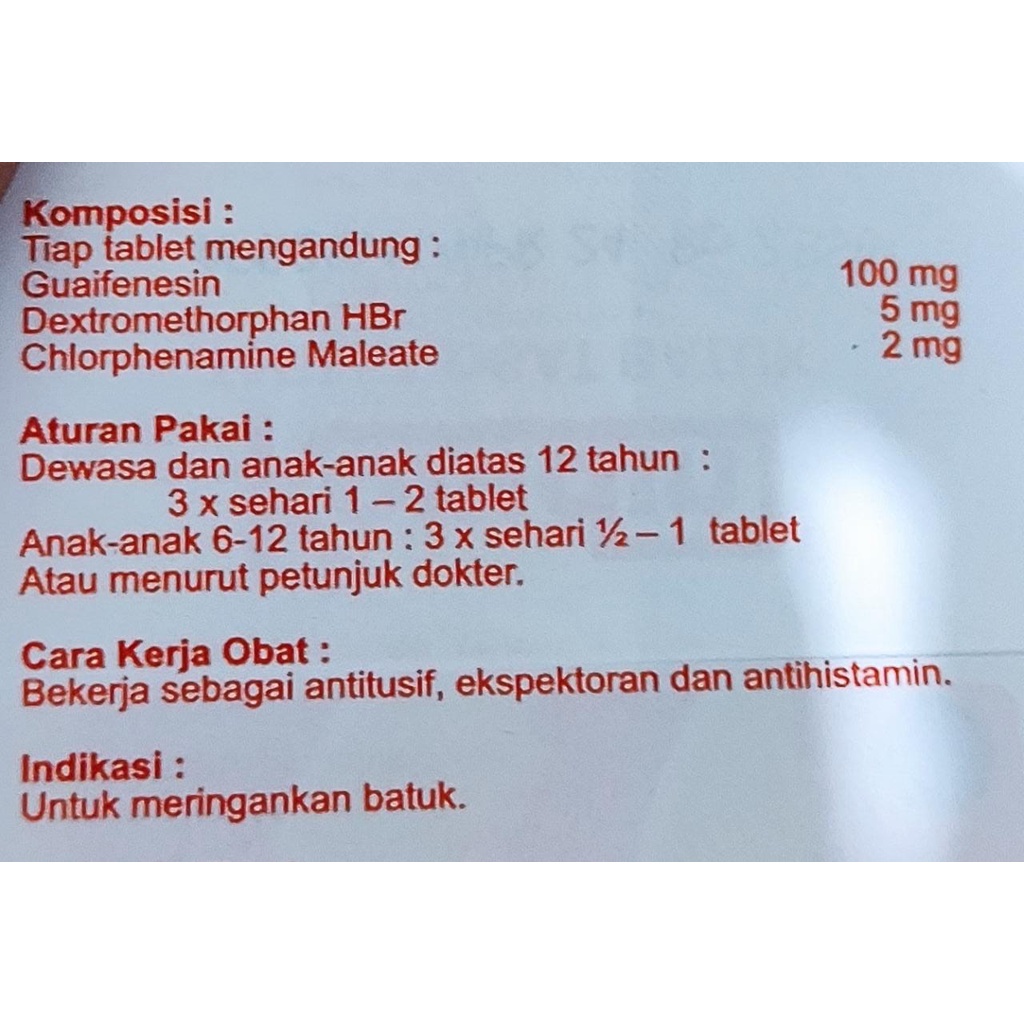 Komposisi :
Tiap tablet mengandung :
Guaifenesin 100 mg
Dextromethorphan HBr 5 mg
Chlorphenamine Maleate 2 mg
Aturan Pakai :
Dewasa dan anak-anak diatas 12 tahun :
3 x sehari 1 – 2 tablet
Anak-anak 6-12 tahun : 3 x sehari ½ – 1 tablet
Atau menurut petunjuk dokter.
Cara Kerja Obat :
Bekerja sebagai antitusif, ekspektoran dan antihistamin.
Indikasi :
Untuk meringankan batuk.